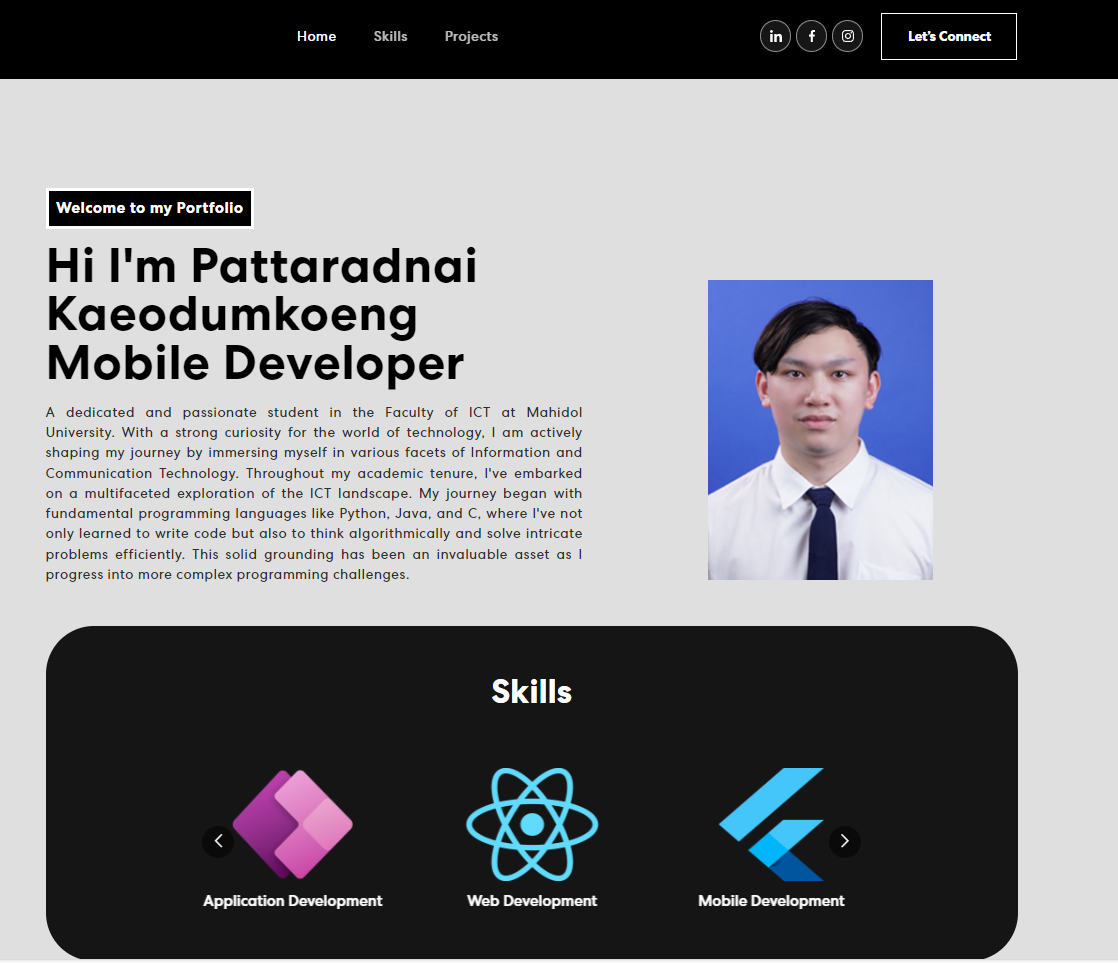 Home Skills Projects
Let's Connect
Welcome to my Portfolio
Hi I'm Pattaradnai
Kaeodumkoeng
Mobile Developer
A dedicated and passionate student in the Faculty of ICT at Mahidol
University. With a strong curiosity for the world of technology, I am actively
shaping my journey by immersing myself in various facets of Information and
Communication Technology. Throughout my academic tenure, I've embarked
on a multifaceted exploration of the ICT landscape. My journey began with
fundamental programming languages like Python, Java, and C, where I've not
only learned to write code but also to think algorithmically and solve intricate
problems efficiently. This solid grounding has been an invaluable asset as I
progress into more complex programming challenges.
Skills
Application Development
Web Development
Mobile Development